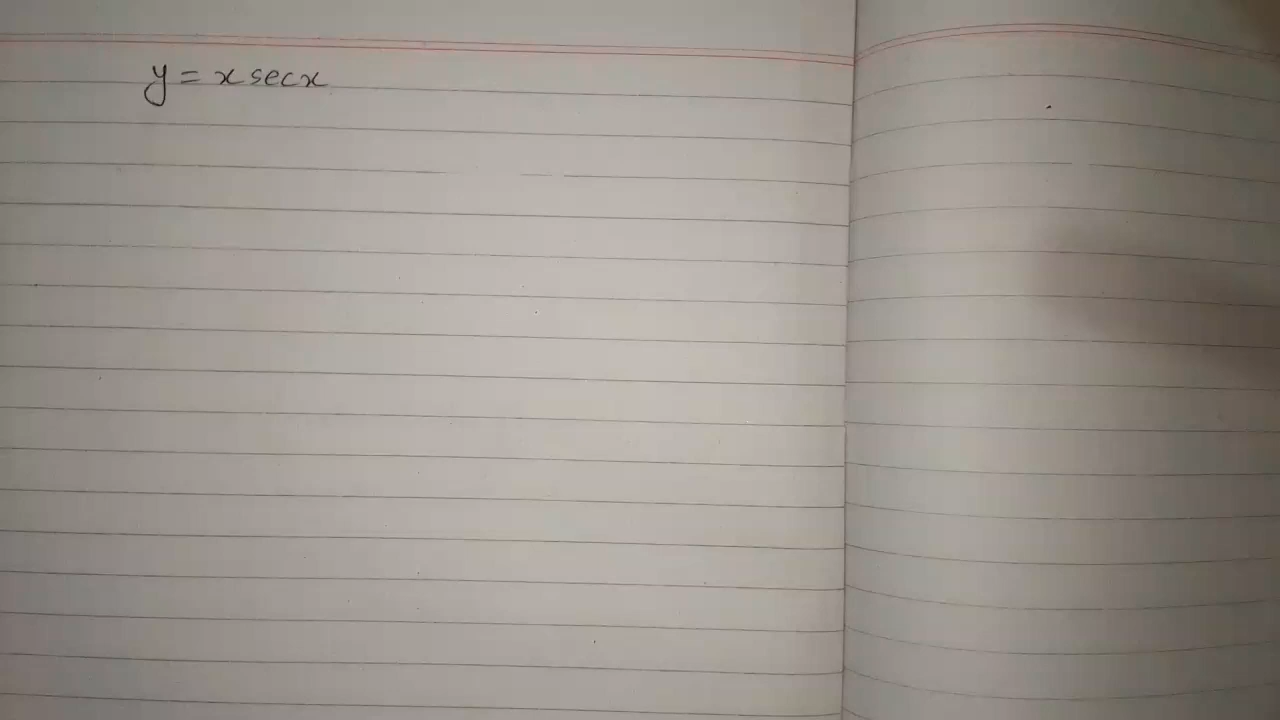 y = x sec x